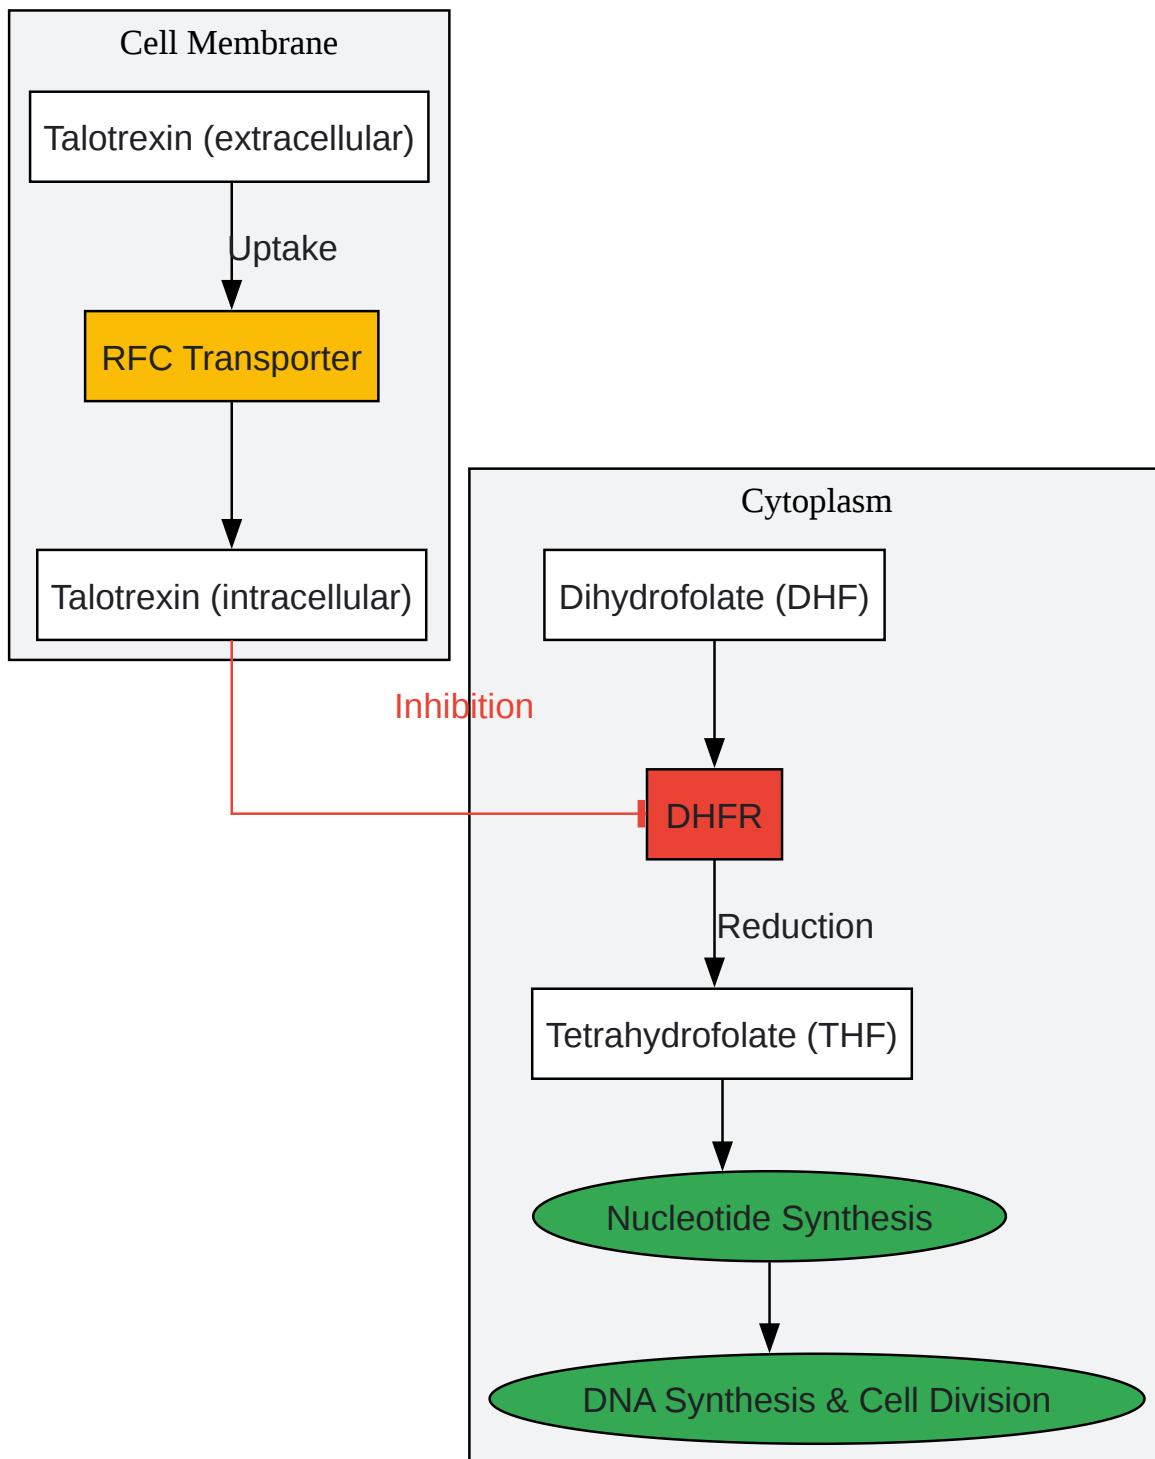 Cell Membrane
Talotrexin (extracellular)
Uptake
RFC Transporter
Talotrexin (intracellular)
Inhibition
Cytoplasm
Dihydrofolate (DHF)
DHFR
Reduction
Tetrahydrofolate (THF)
Nucleotide Synthesis
DNA Synthesis & Cell Division